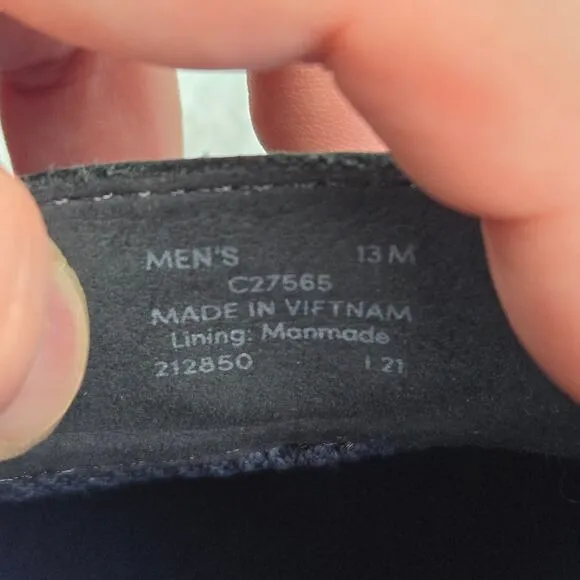 MEN'S 13 M
C27565
MADE IN VIETNAM
Lining: Manmade
212850 I 21